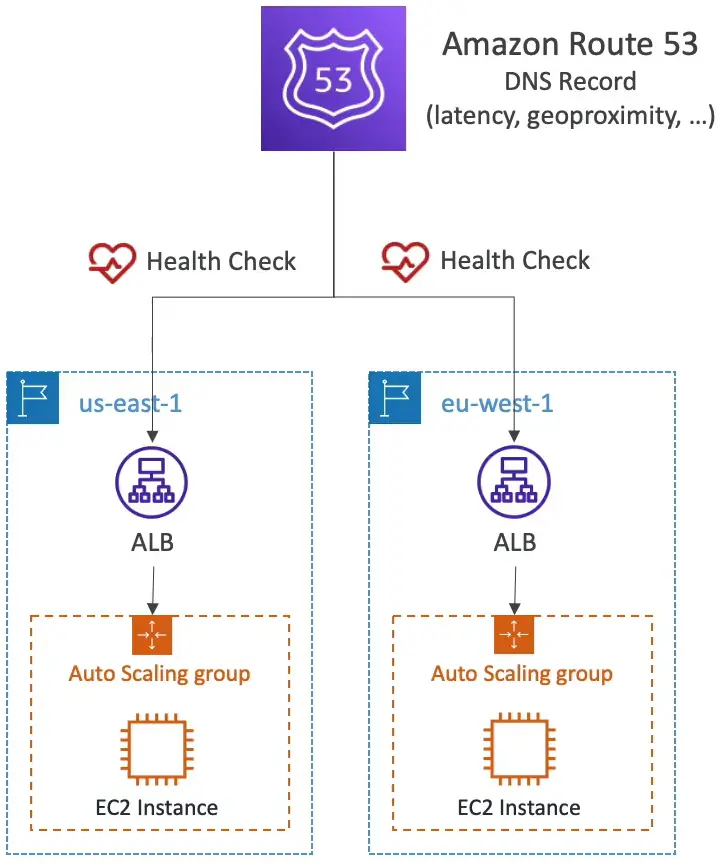 53
Amazon Route 53
DNS Record
(latency, geoproximity, ...)
Health Check
Health Check
us-east-1
eu-west-1
ALB
ALB
Auto Scaling group
Auto Scaling group
EC2 Instance
EC2 Instance